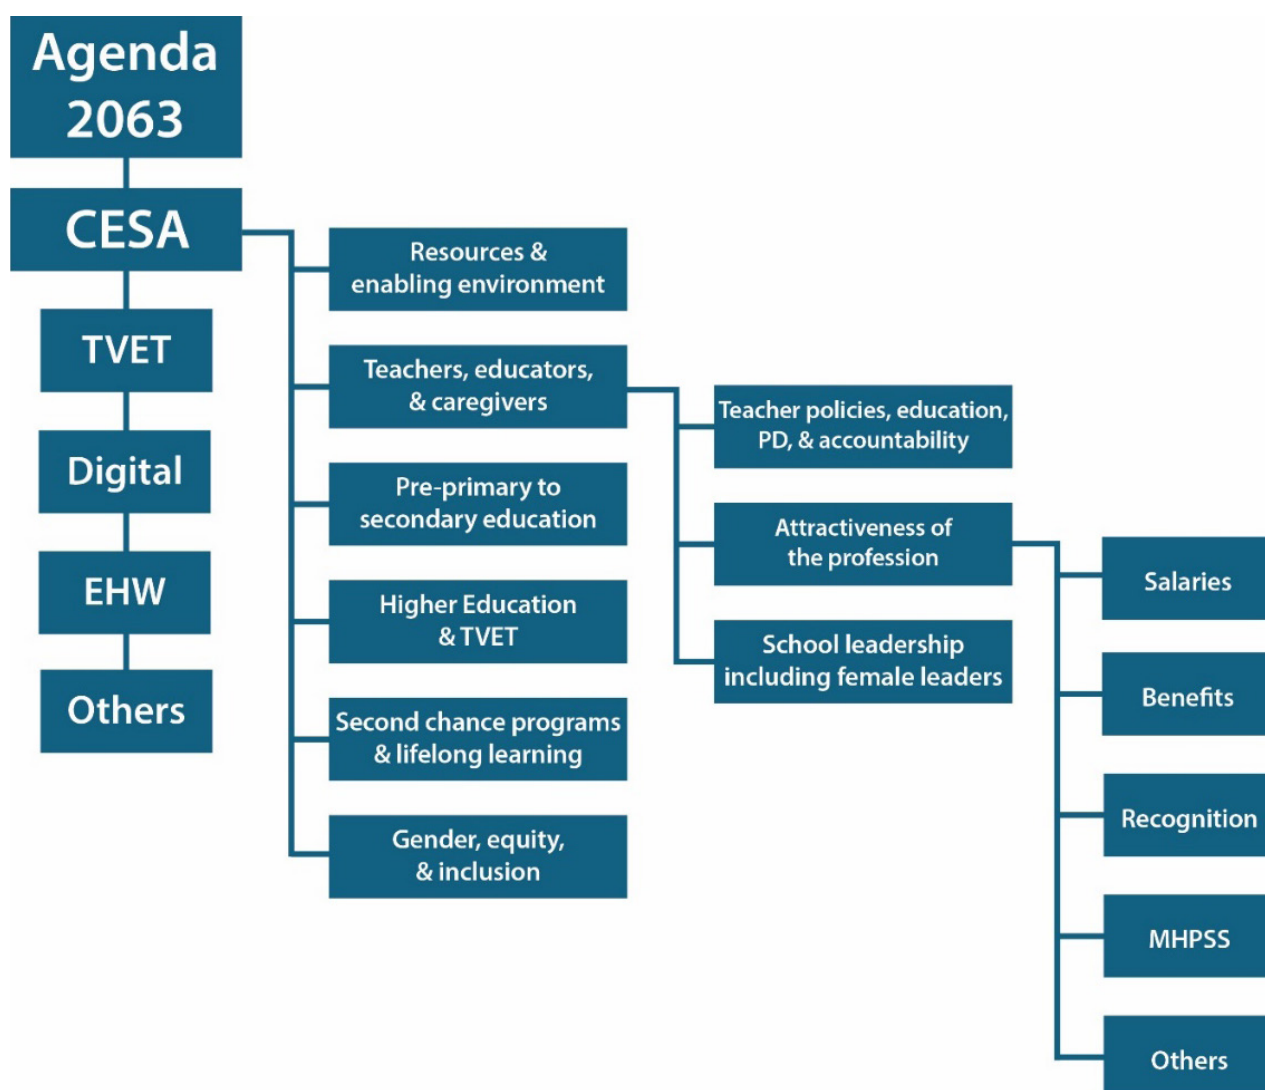 Agenda
2063
CESA
TVET
Digital
EHW
Others
Resources &
enabling environment
Teachers, educators,
& caregivers
Pre-primary to
secondary education
Higher Education
& TVET
Second chance programs
& lifelong learning
Gender, equity,
& inclusion
Teacher policies, education,
PD, & accountability
Attractiveness of
the profession
School leadership
including female leaders
Salaries
Benefits
Recognition
MHPSS
Others